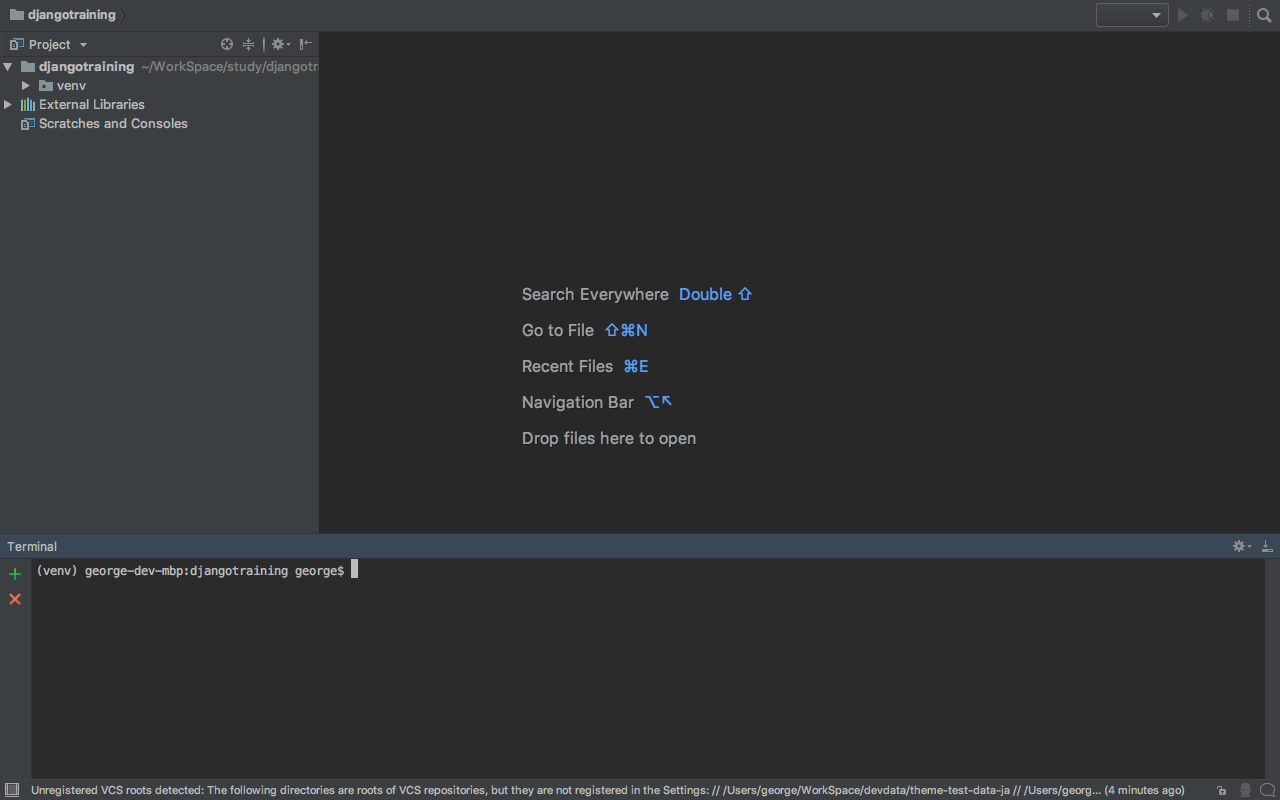 djangotraining
Project
djangotraining ~/WorkSpace/study/djangotr
venv
External Libraries
Scratches and Consoles
Search Everywhere Double ⇧
Go to File ⇧⌘N
Recent Files ⌘E
Navigation Bar ⌥↖
Drop files here to open
Terminal
(venv) george-dev-mbp:djangotraining george$
Unregistered VCS roots detected: The following directories are roots of VCS repositories, but they are not registered in the Settings: // /Users/george/WorkSpace/devdata/theme-test-data-ja // /Users/georg... (4 minutes ago)